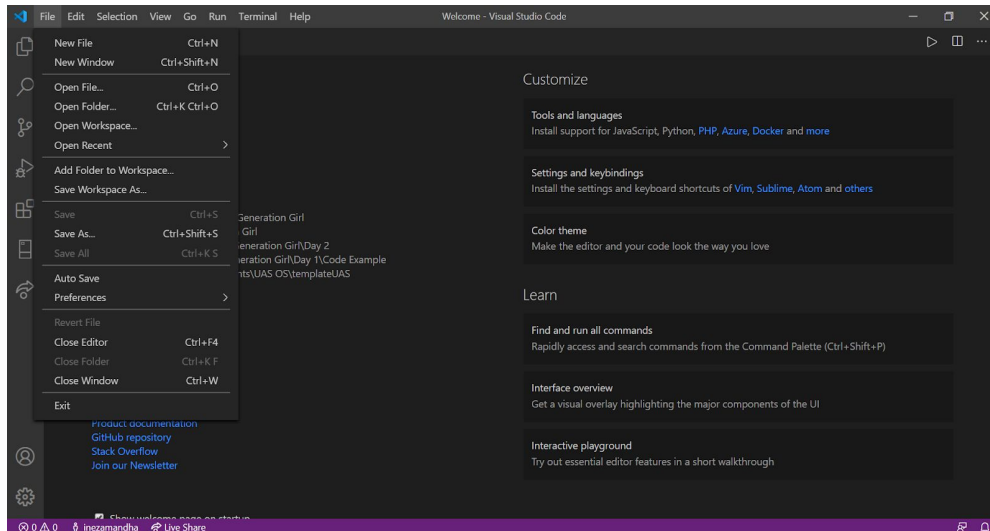 File Edit Selection View Go Run Terminal Help
Welcome - Visual Studio Code
New File Ctrl+N
New Window Ctrl+Shift+N
Open File... Ctrl+O
Open Folder... Ctrl+K Ctrl+O
Open Workspace...
Open Recent
Add Folder to Workspace...
Save Workspace As...
Save Ctrl+S
Save As... Ctrl+Shift+S
Save All Ctrl+K S
Auto Save
Preferences
Revert File
Close Editor Ctrl+F4
Close Folder Ctrl+K F
Close Window Ctrl+W
Exit
Generation Girl
Girl
eneration Girl\Day 2
eration Girl\Day 1\Code Example
nts\UAS OS\templateUAS
Product documentation
GitHub repository
Stack Overflow
Join our Newsletter
Show welcome page on startup
Customize
Tools and languages
Install support for JavaScript, Python, PHP, Azure, Docker and more
Settings and keybindings
Install the settings and keyboard shortcuts of Vim, Sublime, Atom and others
Color theme
Make the editor and your code look the way you love
Learn
Find and run all commands
Rapidly access and search commands from the Command Palette (Ctrl+Shift+P)
Interface overview
Get a visual overlay highlighting the major components of the UI
Interactive playground
Try out essential editor features in a short walkthrough
0 0 inezamandha Live Share